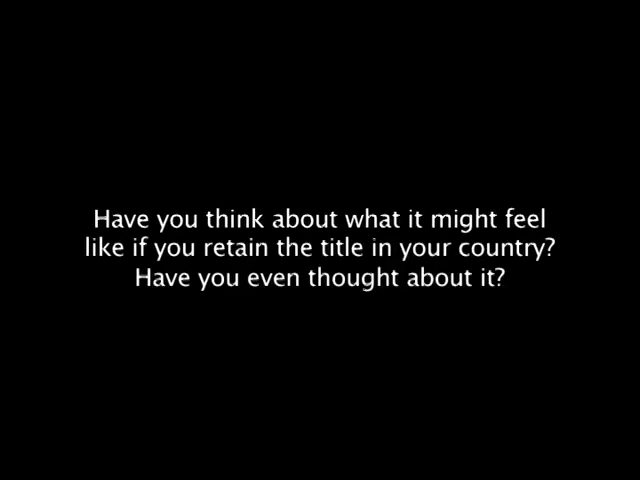 Have you think about what it might feel
like if you retain the title in your country?
Have you even thought about it?